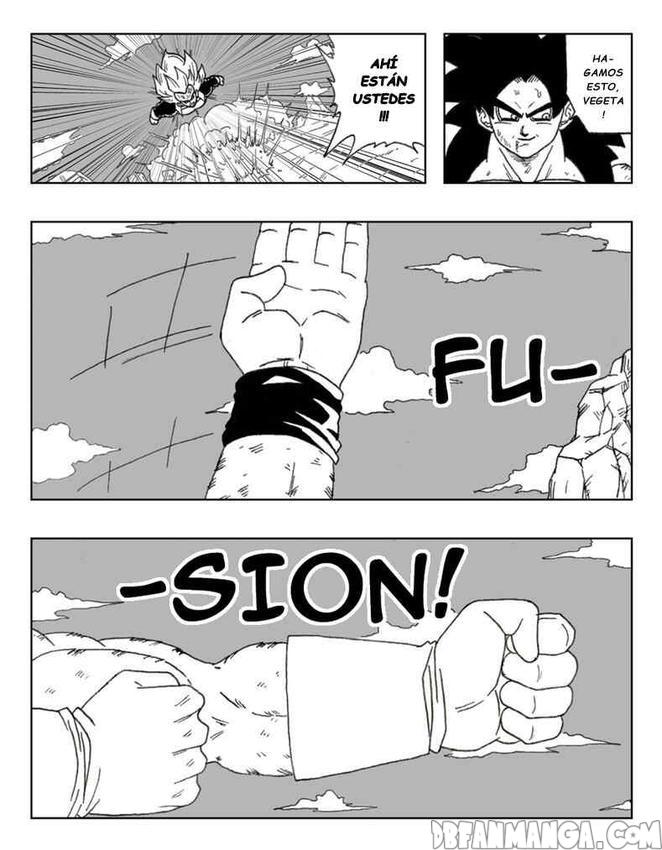 AHÍ
ESTÁN
USTEDES
!!!
HA-
GAMOS
ESTO,
VEGETA
!
FU-
-SION!
DBFANMANGA.COM